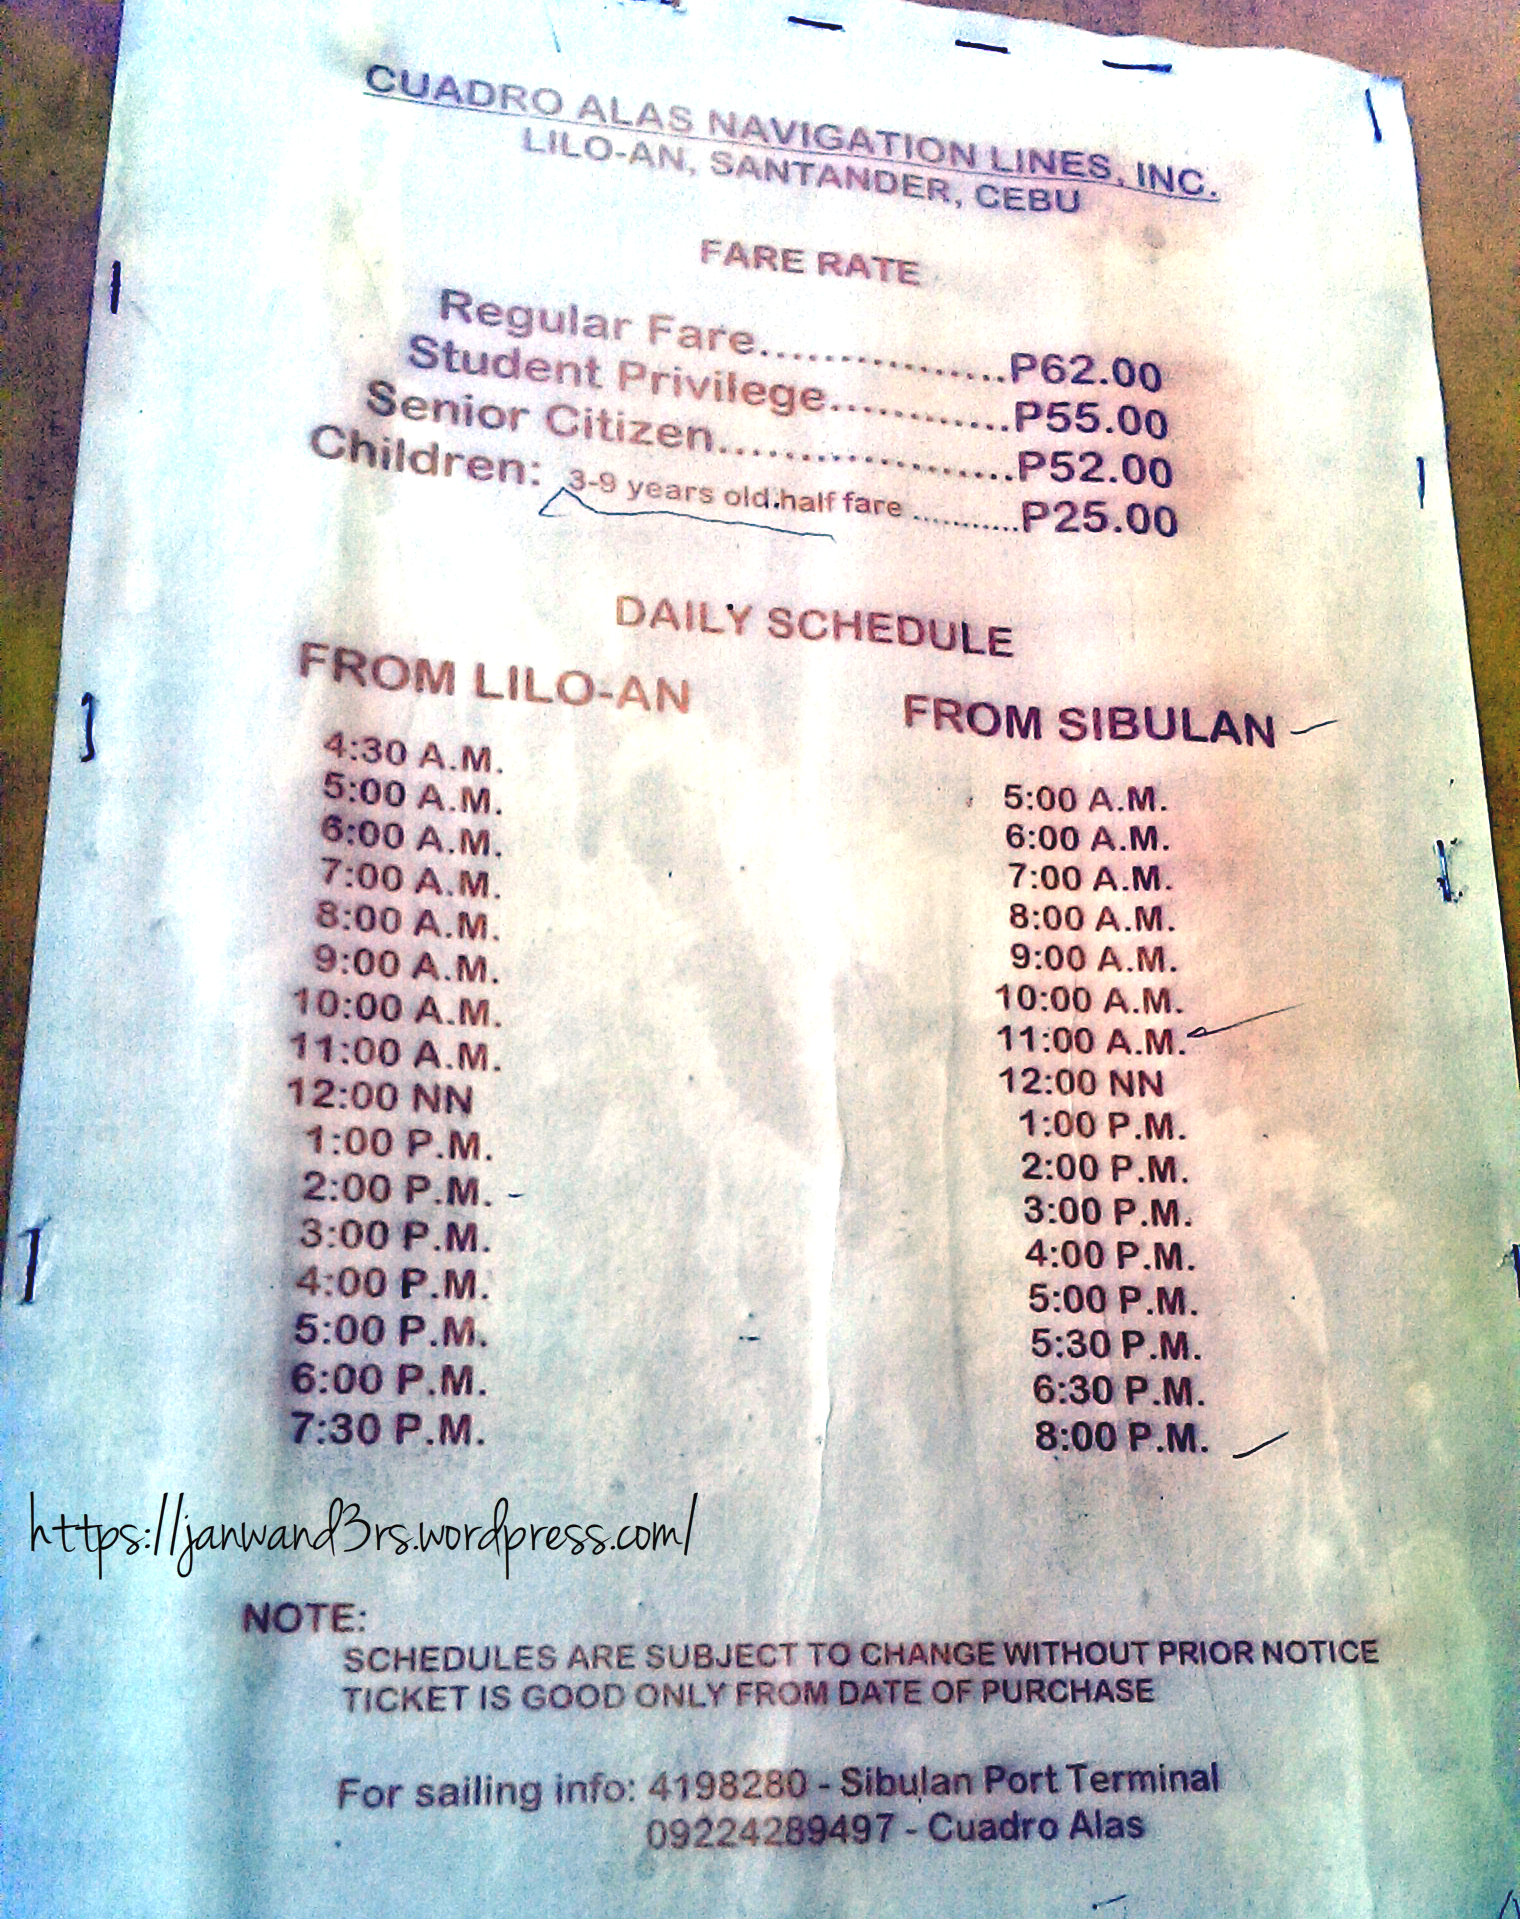 CUADRO ALAS NAVIGATION LINES, INC.
LILO-AN, SANTANDER, CEBU
FARE RATE
Regular Fare................P62.00
Student Privilege............P55.00
Senior Citizen...................P52.00
Children: 3-9 years old.half fare ............P25.00
DAILY SCHEDULE
FROM LILO-AN
4:30 A.M.
5:00 A.M.
6:00 A.M.
7:00 A.M.
8:00 A.M.
9:00 A.M.
10:00 A.M.
11:00 A.M.
12:00 NN
1:00 P.M.
2:00 P.M.
3:00 P.M.
4:00 P.M.
5:00 P.M.
6:00 P.M.
7:30 P.M.
FROM SIBULAN
5:00 A.M.
6:00 A.M.
7:00 A.M.
8:00 A.M.
9:00 A.M.
10:00 A.M.
11:00 A.M.
12:00 NN
1:00 P.M.
2:00 P.M.
3:00 P.M.
4:00 P.M.
5:00 P.M.
5:30 P.M.
6:30 P.M.
8:00 P.M.
https://janwand3rs.wordpress.com/
NOTE:
SCHEDULES ARE SUBJECT TO CHANGE WITHOUT PRIOR NOTICE
TICKET IS GOOD ONLY FROM DATE OF PURCHASE
For sailing info: 4198280 - Sibulan Port Terminal
09224289497 - Cuadro Alas